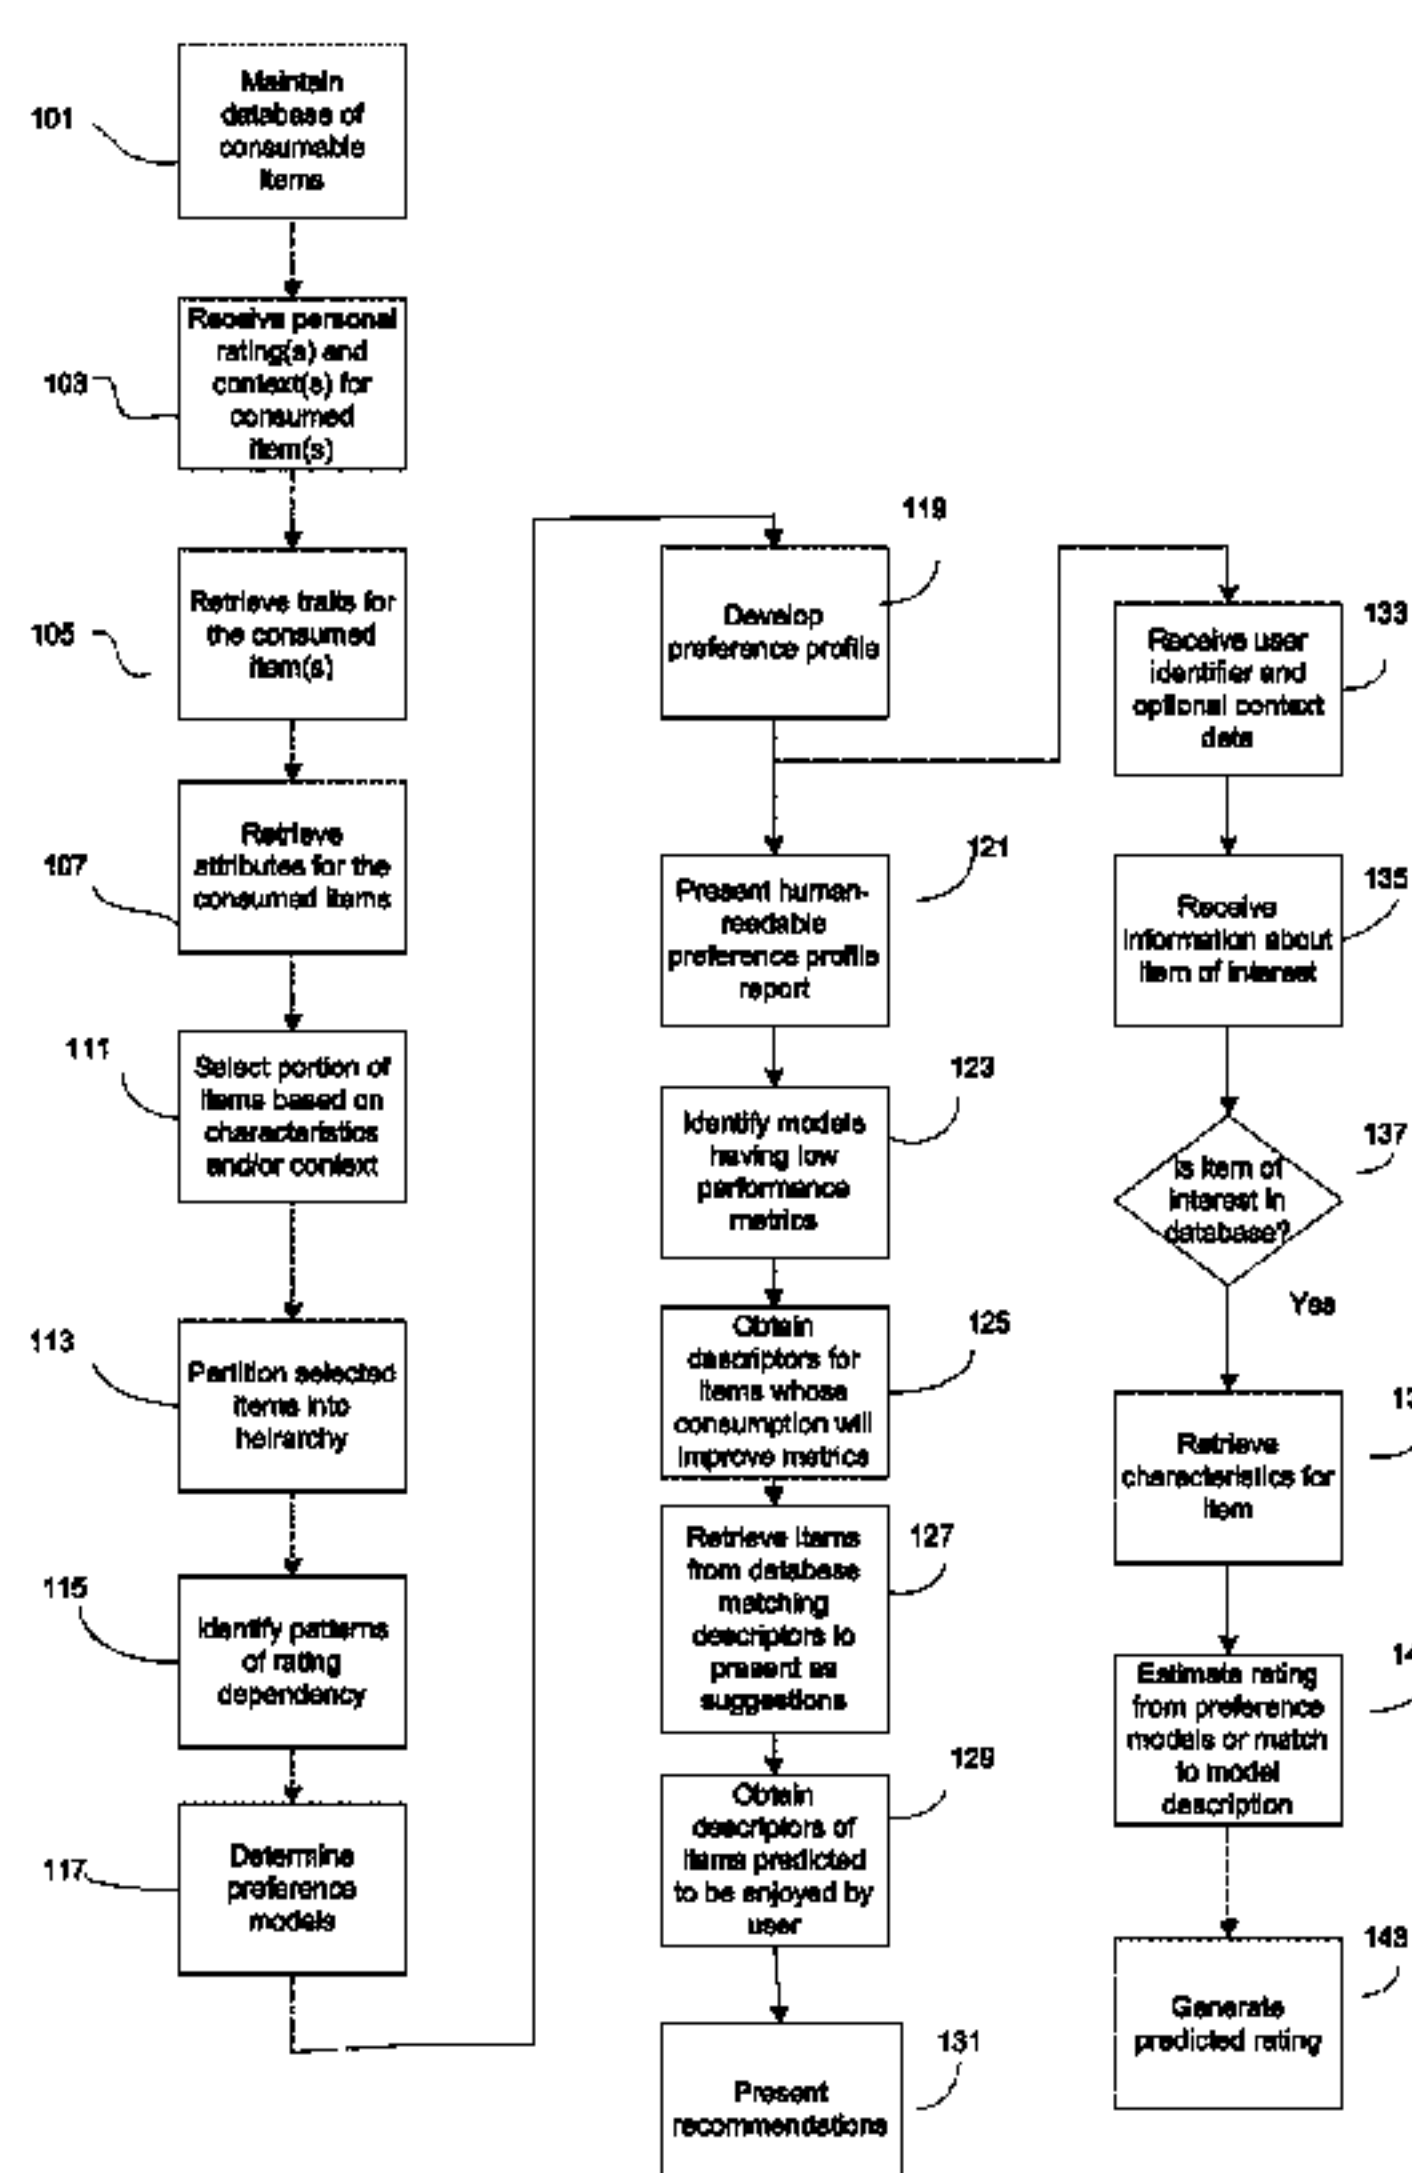 101
Maintain
database of
consumable
items
103
Receive personal
rating(s) and
context(s) for
consumed
item(s)
105
Retrieve traits for
the consumed
item(s)
107
Retrieve
attributes for the
consumed items
111
Select portion of
items based on
characteristics
and/or context
113
Partition selected
items into
heirarchy
115
Identify patterns
of rating
dependency
117
Determine
preference
models
119
Develop
preference profile
121
Present human-
readable
preference profile
report
123
Identify models
having low
performance
metrics
125
Obtain
descriptors for
items whose
consumption will
improve metrics
127
Retrieve items
from database
matching
descriptors to
present as
suggestions
129
Obtain
descriptors of
items predicted
to be enjoyed by
user
131
Present
recommendations
133
Receive user
identifier and
optional context
data
135
Receive
information about
item of interest
137
Is item of
interest in
database?
Yes
Retrieve
characteristics for
item
Estimate rating
from preference
models or match
to model
description
143
Generate
predicted rating